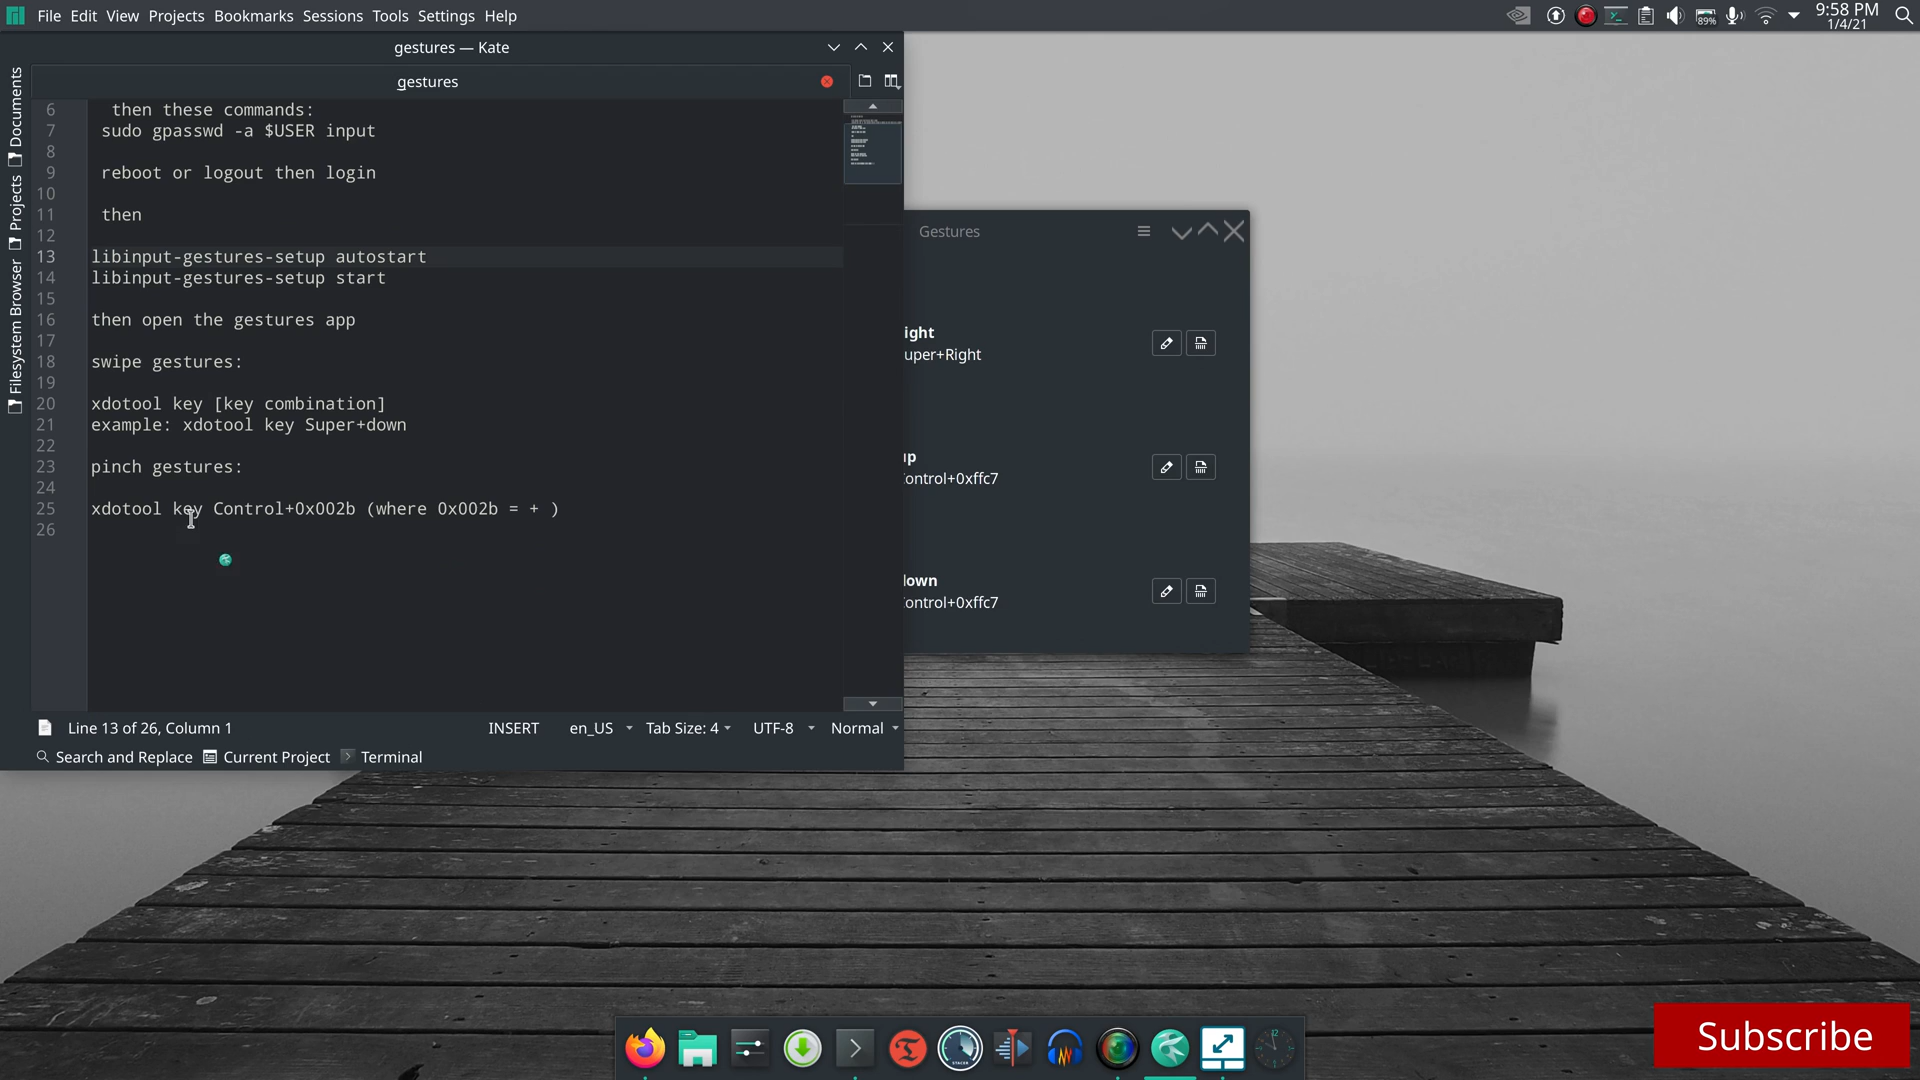 File Edit View Projects Bookmarks Sessions Tools Settings Help
89%
9:58 PM
1/4/21
gestures — Kate
gestures
Documents
Projects
Filesystem Browser
6 then these commands:
7 sudo gpasswd -a $USER input
8
9 reboot or logout then login
10
11 then
12
13 libinput-gestures-setup autostart
14 libinput-gestures-setup start
15
16 then open the gestures app
17
18 swipe gestures:
19
20 xdotool key [key combination]
21 example: xdotool key Super+down
22
23 pinch gestures:
24
25 xdotool key Control+0x002b (where 0x002b = + )
26
Line 13 of 26, Column 1 INSERT en_US Tab Size: 4 UTF-8 Normal
Search and Replace Current Project Terminal
Gestures
ight
uper+Right
up
Control+0xffc7
down
Control+0xffc7
Subscribe